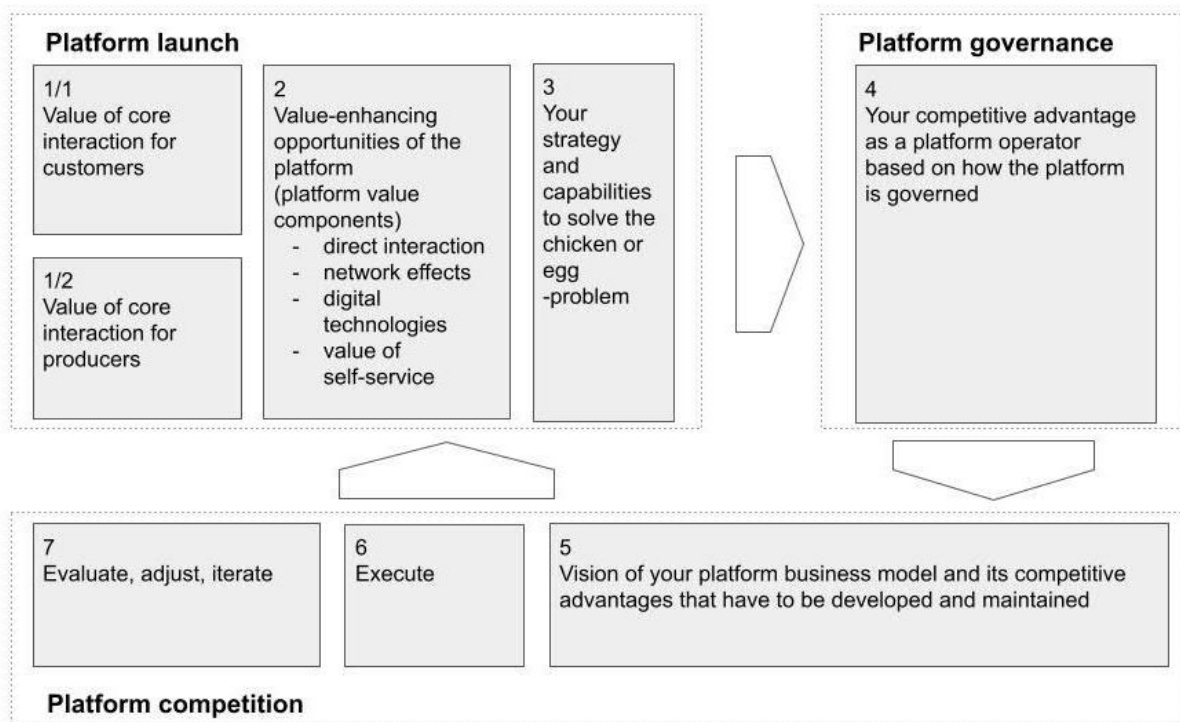 Platform launch
1/1
Value of core
interaction for
customers
1/2
Value of core
interaction for
producers
2
Value-enhancing
opportunities of the
platform
(platform value
components)
- direct interaction
- network effects
- digital
technologies
- value of
self-service
3
Your
strategy
and
capabilities
to solve the
chicken or
egg
-problem
Platform governance
4
Your competitive advantage
as a platform operator
based on how the platform
is governed
7
Evaluate, adjust, iterate
6
Execute
5
Vision of your platform business model and its competitive
advantages that have to be developed and maintained
Platform competition